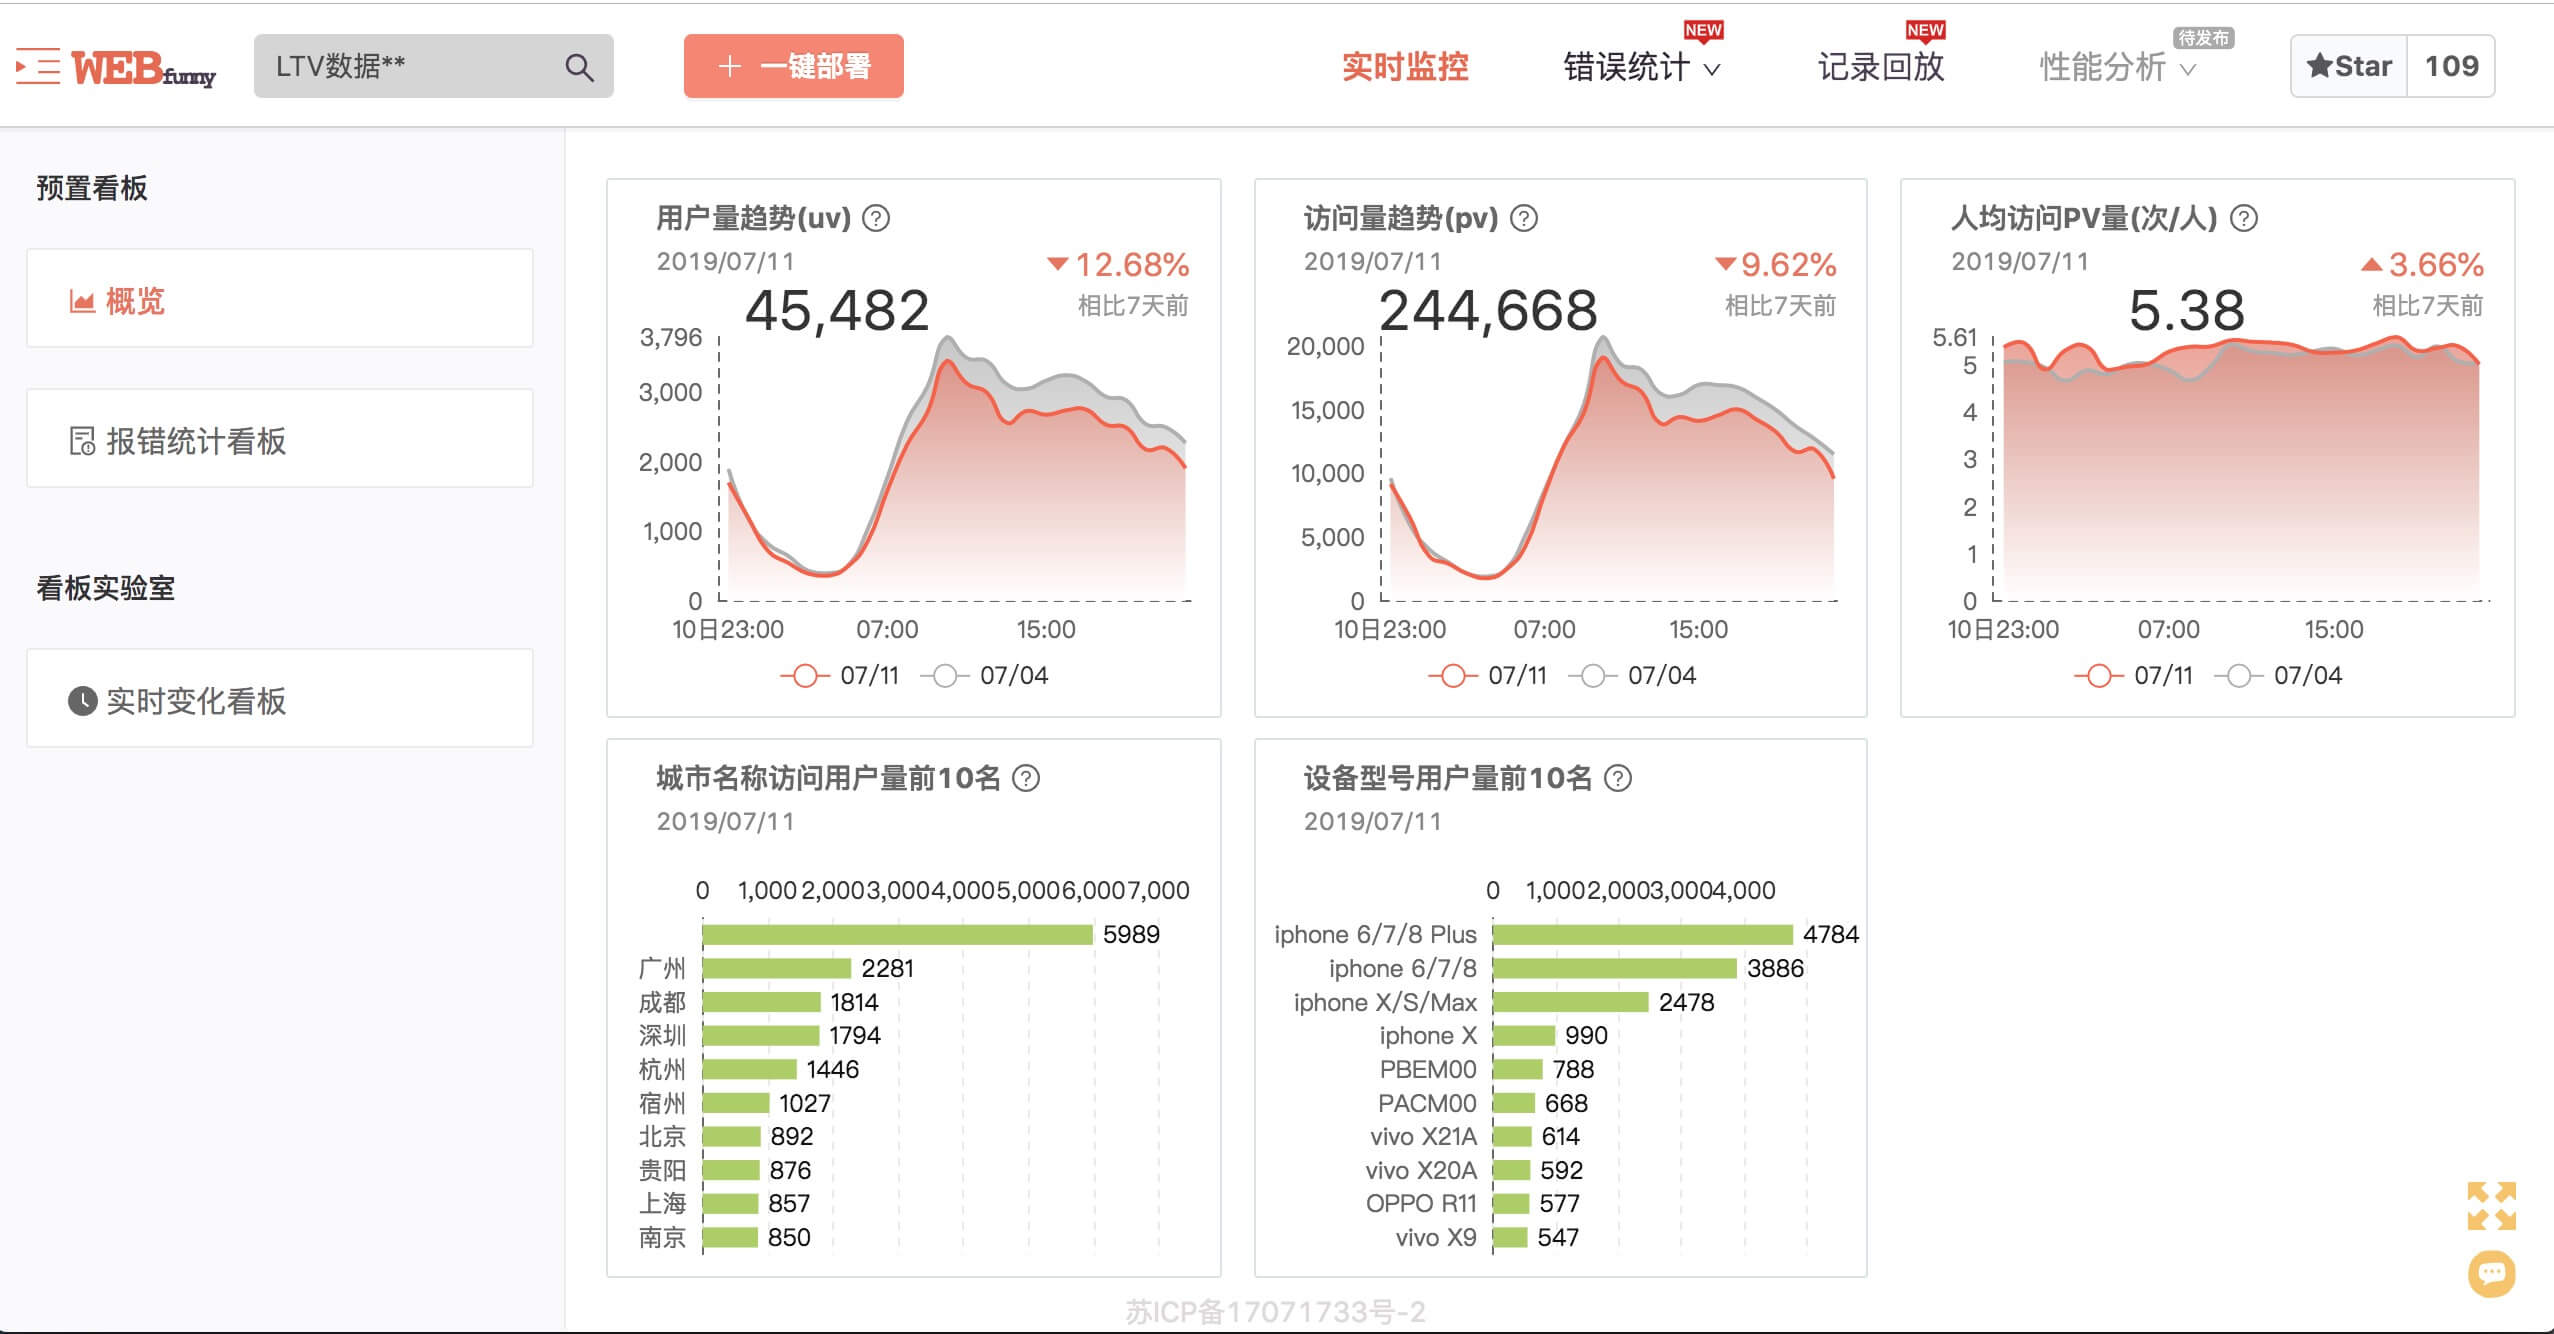 WEBfunny
LTV数据**
一键部署
实时监控
错误统计
NEW
记录回放
NEW
性能分析
待发布
Star 109
预置看板
概览
报错统计看板
看板实验室
实时变化看板
用户量趋势(uv)
2019/07/11
12.68%
45,482
相比7天前
3,796
3,000
2,000
1,000
0
10日23:00 07:00 15:00
07/11 07/04
访问量趋势(pv)
2019/07/11
9.62%
244,668
相比7天前
20,000
15,000
10,000
5,000
0
10日23:00 07:00 15:00
07/11 07/04
人均访问PV量(次/人)
2019/07/11
3.66%
5.38
相比7天前
5.61
5
4
3
2
1
0
10日23:00 07:00 15:00
07/11 07/04
城市名称访问用户量前10名
2019/07/11
0 1,000 2,000 3,000 4,000 5,000 6,000 7,000
5989
广州 2281
成都 1814
深圳 1794
杭州 1446
宿州 1027
北京 892
贵阳 876
上海 857
南京 850
设备型号用户量前10名
2019/07/11
0 1,000 2,000 3,000 4,000
iphone 6/7/8 Plus 4784
iphone 6/7/8 3886
iphone X/S/Max 2478
iphone X 990
PBEM00 788
PACM00 668
vivo X21A 614
vivo X20A 592
OPPO R11 577
vivo X9 547
苏ICP备17071733号-2